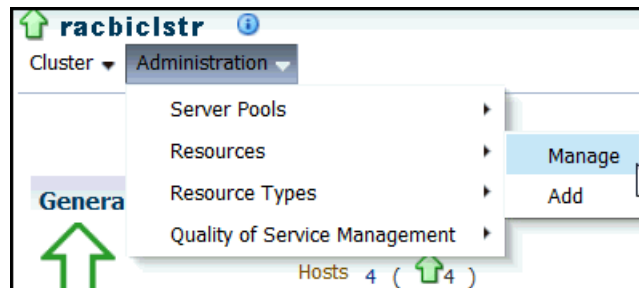 racbiclstr
Cluster Administration
Server Pools
Resources
Manage
Resource Types
Add
Genera
Quality of Service Management
Hosts 4 ( 4 )